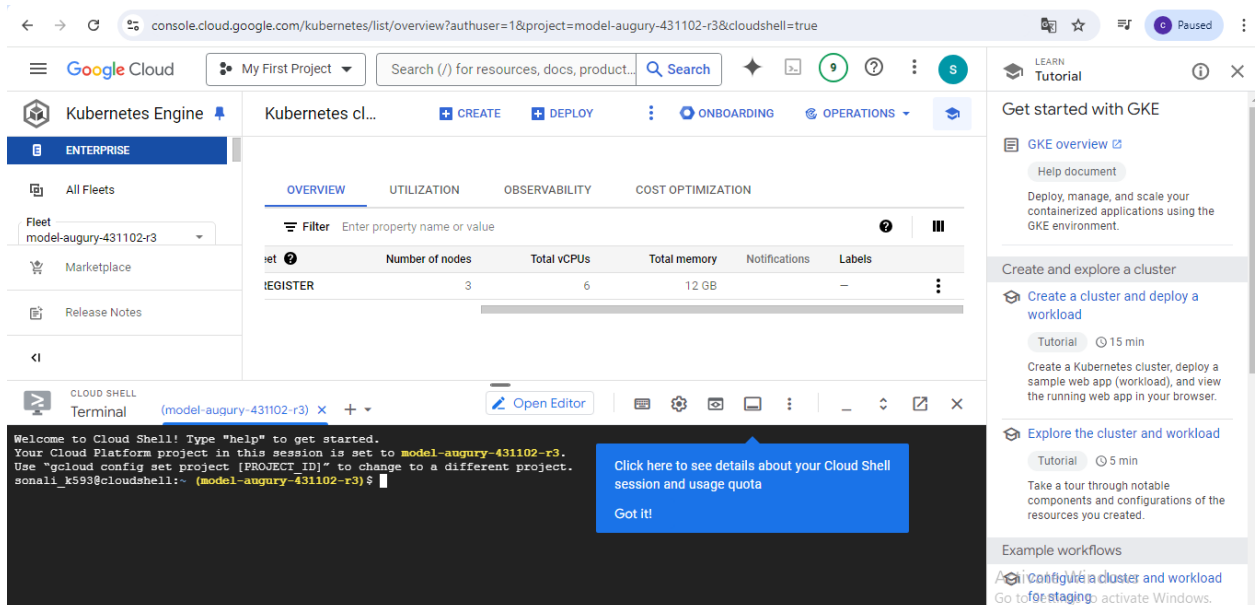 console.cloud.google.com/kubernetes/list/overview?authuser=1&project=model-augury-431102-r3&cloudshell=true
C
Paused
Google Cloud
My First Project
Search (/) for resources, docs, product...
Search
9
S
LEARN
Tutorial
Kubernetes Engine
Kubernetes cl...
CREATE
DEPLOY
ONBOARDING
OPERATIONS
ENTERPRISE
All Fleets
Fleet
model-augury-431102-r3
Marketplace
Release Notes
OVERVIEW
UTILIZATION
OBSERVABILITY
COST OPTIMIZATION
Filter Enter property name or value
Number of nodes
Total vCPUs
Total memory
Notifications
Labels
EGISTER
3
6
12 GB
–
Get started with GKE
GKE overview
Help document
Deploy, manage, and scale your
containerized applications using the
GKE environment.
Create and explore a cluster
Create a cluster and deploy a
workload
Tutorial
15 min
Create a Kubernetes cluster, deploy a
sample web app (workload), and view
the running web app in your browser.
Explore the cluster and workload
Tutorial
5 min
Take a tour through notable
components and configurations of the
resources you created.
Example workflows
Configure a cluster and workload
for staging
CLOUD SHELL
Terminal
(model-augury-431102-r3)
Open Editor
Welcome to Cloud Shell! Type "help" to get started.
Your Cloud Platform project in this session is set to model-augury-431102-r3.
Use "gcloud config set project [PROJECT_ID]" to change to a different project.
sonali_k593@cloudshell:~ (model-augury-431102-r3)$
Click here to see details about your Cloud Shell
session and usage quota
Got it!
Activate Windows
Go to Settings to activate Windows.